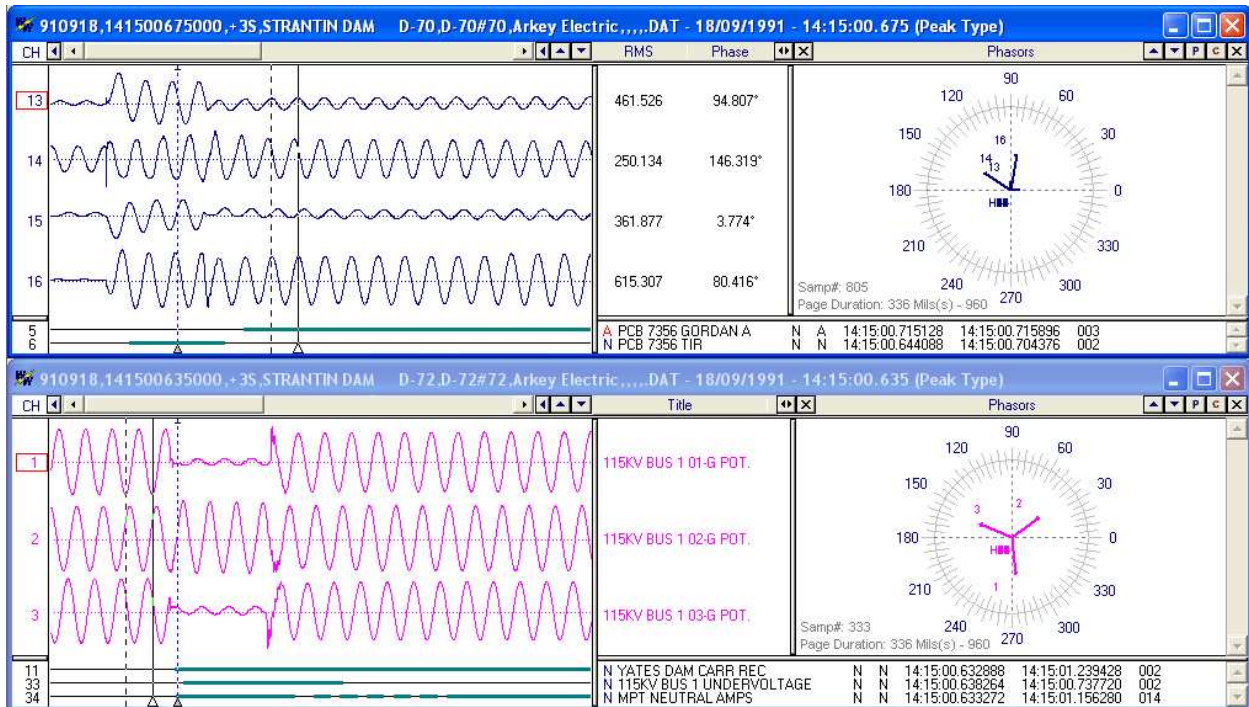 910918,141500675000,+3S,STRANTIN DAM D-70,D-70#70,Arkey Electric,,,,,DAT - 18/09/1991 - 14:15:00.675 (Peak Type)
CH RMS Phase Phasors P C X
13 461.526 94.807°
14 250.134 146.319°
15 361.877 3.774°
16 615.307 80.416°
90
120 60
150 30
16
14
13
180 0
H
210 330
240 270 300
Samp#: 805
Page Duration: 336 Mils(s) - 960
5 A PCB 7356 GORDAN A N A 14:15:00.715128 14:15:00.715896 003
6 N PCB 7356 TIR N N 14:15:00.644088 14:15:00.704376 002
910918,141500635000,+3S,STRANTIN DAM D-72,D-72#72,Arkey Electric,,,,,DAT - 18/09/1991 - 14:15:00.635 (Peak Type)
CH Title Phasors P C X
1 115KV BUS 1 01-G POT.
2 115KV BUS 1 02-G POT.
3 115KV BUS 1 03-G POT.
90
120 60
150 30
3 2
180 0
H
1
210 330
240 270 300
Samp#: 333
Page Duration: 336 Mils(s) - 960
11 N YATES DAM CARR REC N N 14:15:00.632888 14:15:01.239428 002
33 N 115KV BUS 1 UNDERVOLTAGE N N 14:15:00.638264 14:15:00.737720 002
34 N MPT NEUTRAL AMPS N N 14:15:00.633272 14:15:01.156280 014